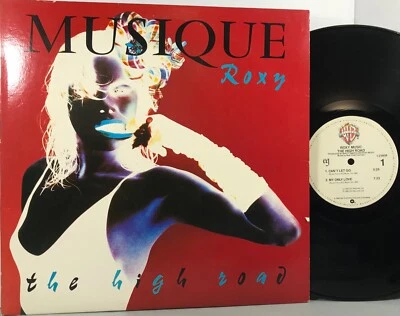 MUSIQUE
Roxy
the high road
ROXY MUSIC
THE HIGH ROAD
1
1. CAN'T LET GO
2. MY ONLY LOVE